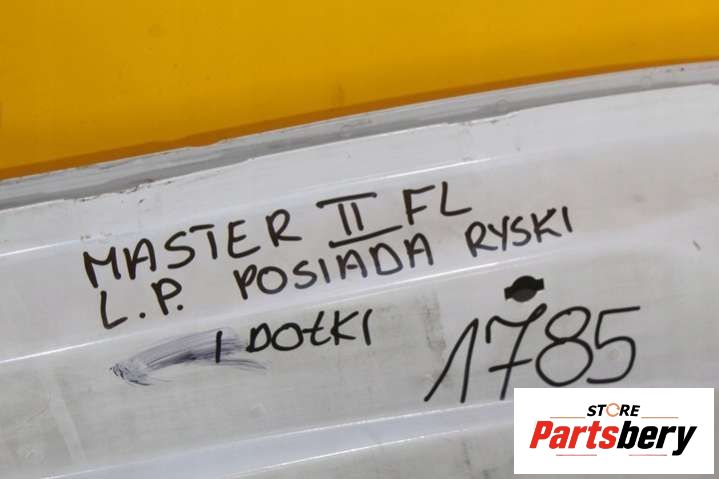 MASTER II FL
L.P. POSIADA RYSKI
I DOŁKI
1785
STORE
Partsbery